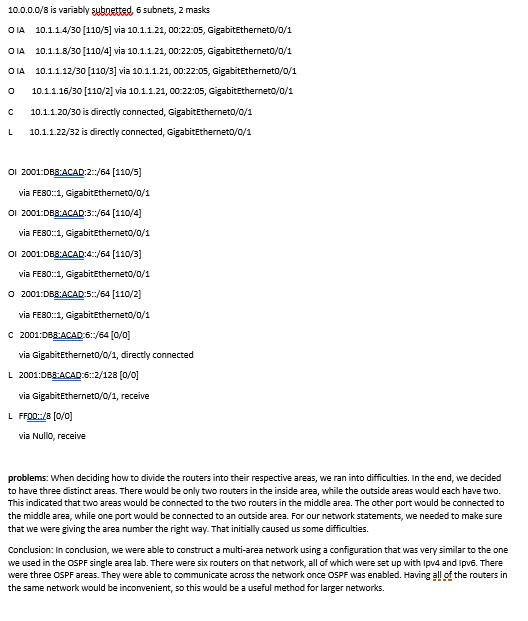 10.0.0.0/8 is variably subnetted, 6 subnets, 2 masks
O IA 10.1.1.4/30 [110/5] via 10.1.1.21, 00:22:05, GigabitEthernet0/0/1
O IA 10.1.1.8/30 [110/4] via 10.1.1.21, 00:22:05, GigabitEthernet0/0/1
O IA 10.1.1.12/30 [110/3] via 10.1.1.21, 00:22:05, GigabitEthernet0/0/1
O 10.1.1.16/30 [110/2] via 10.1.1.21, 00:22:05, GigabitEthernet0/0/1
C 10.1.1.20/30 is directly connected, GigabitEthernet0/0/1
L 10.1.1.22/32 is directly connected, GigabitEthernet0/0/1
OI 2001:DB8:ACAD:2::/64 [110/5]
via FE80::1, GigabitEthernet0/0/1
OI 2001:DB8:ACAD:3::/64 [110/4]
via FE80::1, GigabitEthernet0/0/1
OI 2001:DB8:ACAD:4::/64 [110/3]
via FE80::1, GigabitEthernet0/0/1
O 2001:DB8:ACAD:5::/64 [110/2]
via FE80::1, GigabitEthernet0/0/1
C 2001:DB8:ACAD:6::/64 [0/0]
via GigabitEthernet0/0/1, directly connected
L 2001:DB8:ACAD:6::2/128 [0/0]
via GigabitEthernet0/0/1, receive
L FF00::/8 [0/0]
via Null0, receive
problems: When deciding how to divide the routers into their respective areas, we ran into difficulties. In the end, we decided
to have three distinct areas. There would be only two routers in the inside area, while the outside areas would each have two.
This indicated that two areas would be connected to the two routers in the middle area. The other port would be connected to
the middle area, while one port would be connected to an outside area. For our network statements, we needed to make sure
that we were giving the area number the right way. That initially caused us some difficulties.
Conclusion: In conclusion, we were able to construct a multi-area network using a configuration that was very similar to the one
we used in the OSPF single area lab. There were six routers on that network, all of which were set up with Ipv4 and Ipv6. There
were three OSPF areas. They were able to communicate across the network once OSPF was enabled. Having all of the routers in
the same network would be inconvenient, so this would be a useful method for larger networks.